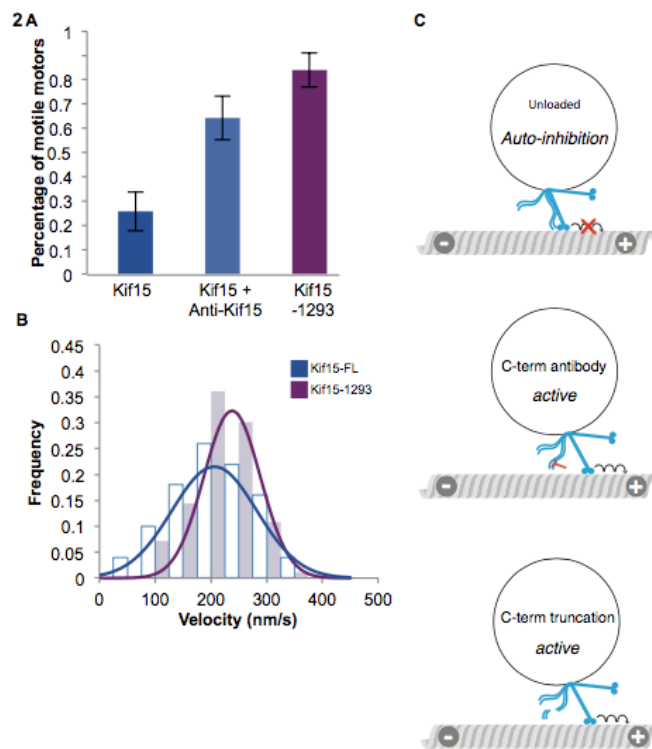 2 A
Percentage of motile motors
1
0.9
0.8
0.7
0.6
0.5
0.4
0.3
0.2
0.1
0
Kif15
Kif15 +
Anti-Kif15
Kif15
-1293
B
Frequency
0.45
0.4
0.35
0.3
0.25
0.2
0.15
0.1
0.05
0
Kif15-FL
Kif15-1293
0 100 200 300 400 500
Velocity (nm/s)
C
Unloaded
Auto-inhibition
- +
C-term antibody
active
- +
C-term truncation
active
- +